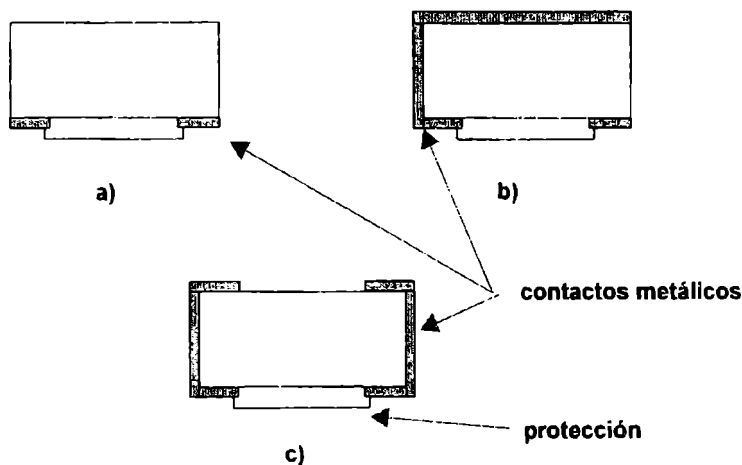 a)
b)
contactos metálicos
protección
c)